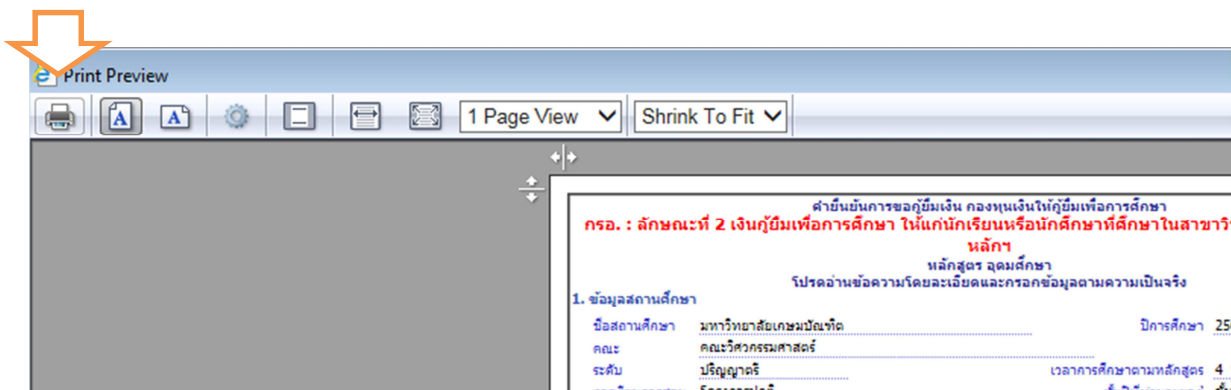 Print Preview
1 Page View
Shrink To Fit
คำยืนยันการขอกู้ยืมเงิน กองทุนเงินให้กู้ยืมเพื่อการศึกษา
กรอ. : ลักษณะที่ 2 เงินกู้ยืมเพื่อการศึกษา ให้แก่นักเรียนหรือนักศึกษาที่ศึกษาในสาขาวิ
หลักฯ
หลักสูตร อุดมศึกษา
โปรดอ่านข้อความโดยละเอียดและกรอกข้อมูลตามความเป็นจริง
1. ข้อมูลสถานศึกษา
ชื่อสถานศึกษา มหาวิทยาลัยเกษมบัณฑิต ปีการศึกษา 25
คณะ คณะวิศวกรรมศาสตร์
ระดับ ปริญญาตรี เวลาการศึกษาตามหลักสูตร 4